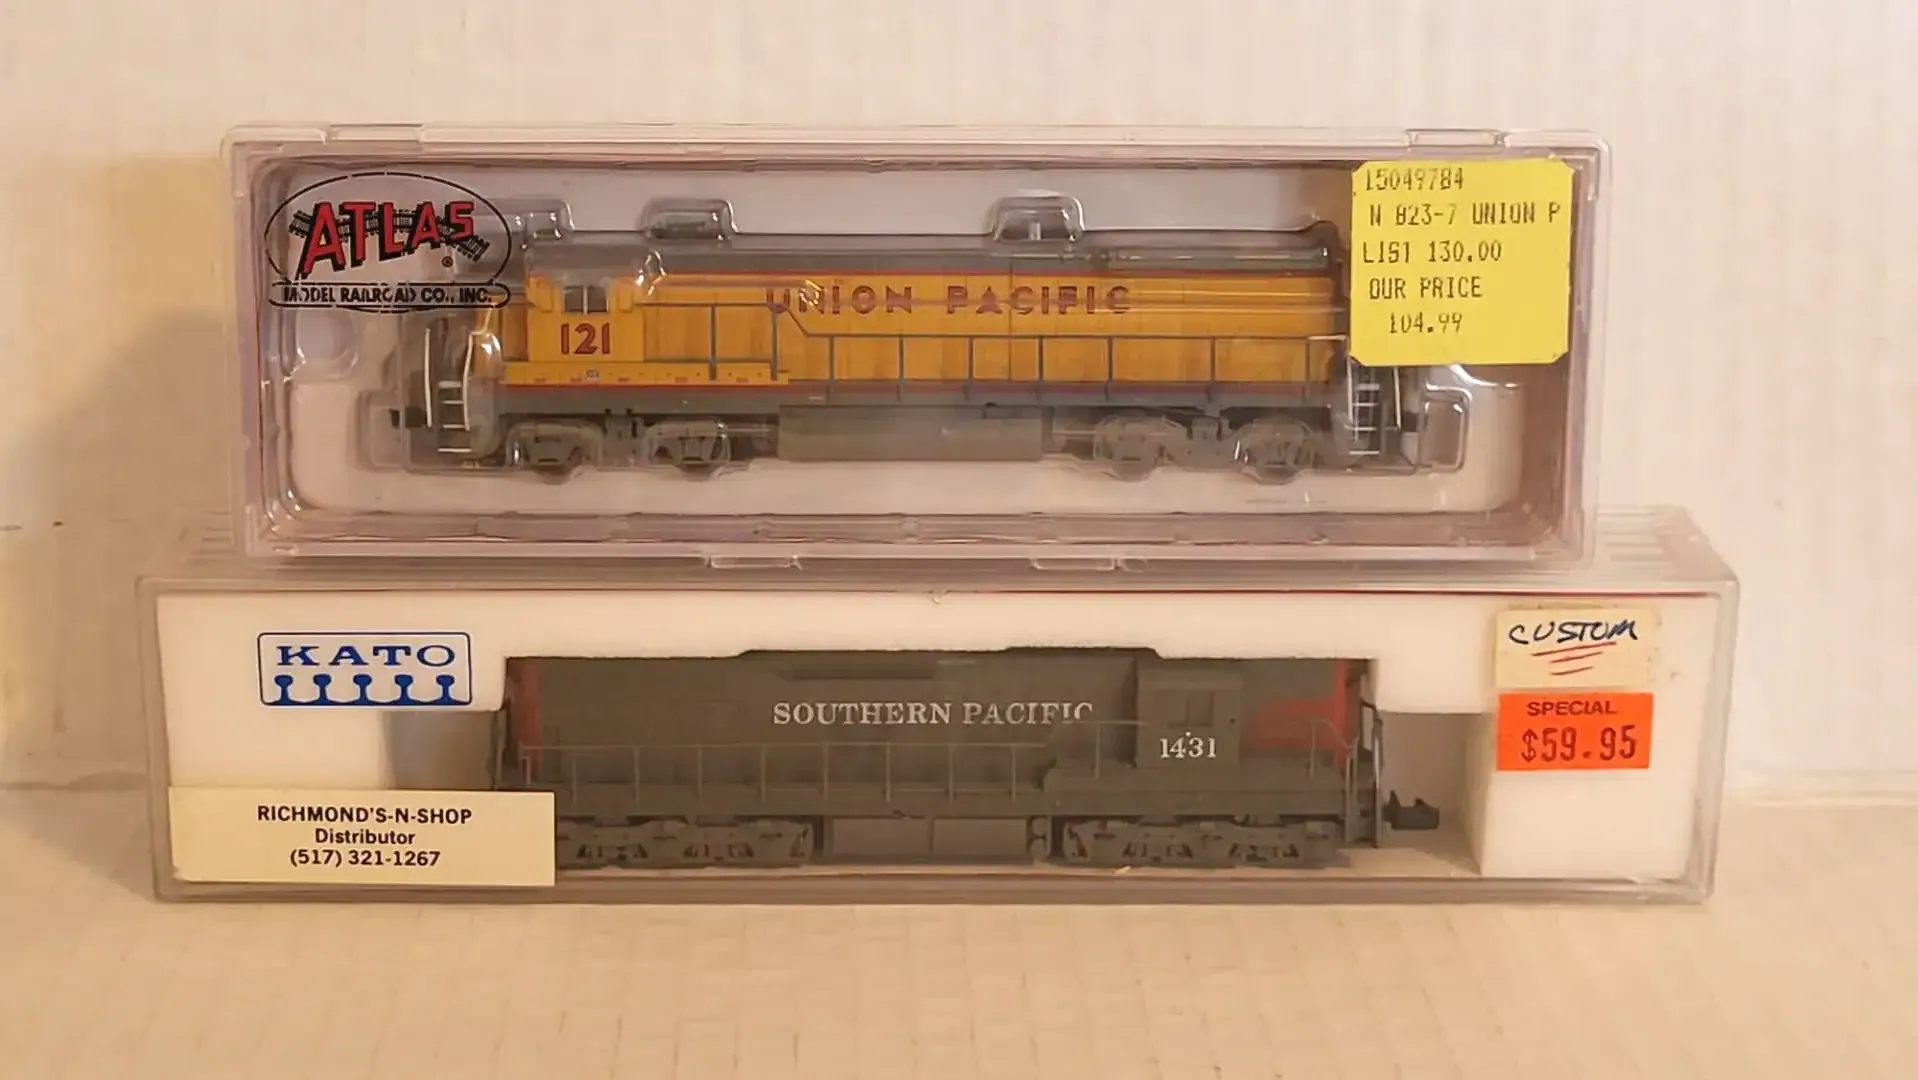 ATLAS®
MODEL RAILROAD CO., INC.
UNION PACIFIC
121
15049784
N B23-7 UNION P
LIST 130.00
OUR PRICE
104.99
KATO
SOUTHERN PACIFIC
1431
CUSTOM
SPECIAL
$59.95
RICHMOND'S-N-SHOP
Distributor
(517) 321-1267